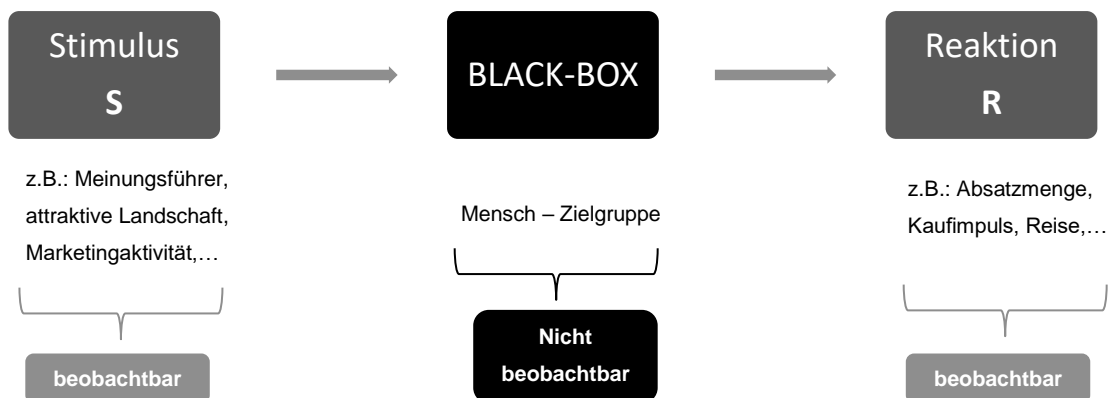 Stimulus
S
BLACK-BOX
Reaktion
R
z.B.: Meinungsführer,
attraktive Landschaft,
Marketingaktivität,…
Mensch – Zielgruppe
z.B.: Absatzmenge,
Kaufimpuls, Reise,…
beobachtbar
Nicht
beobachtbar
beobachtbar